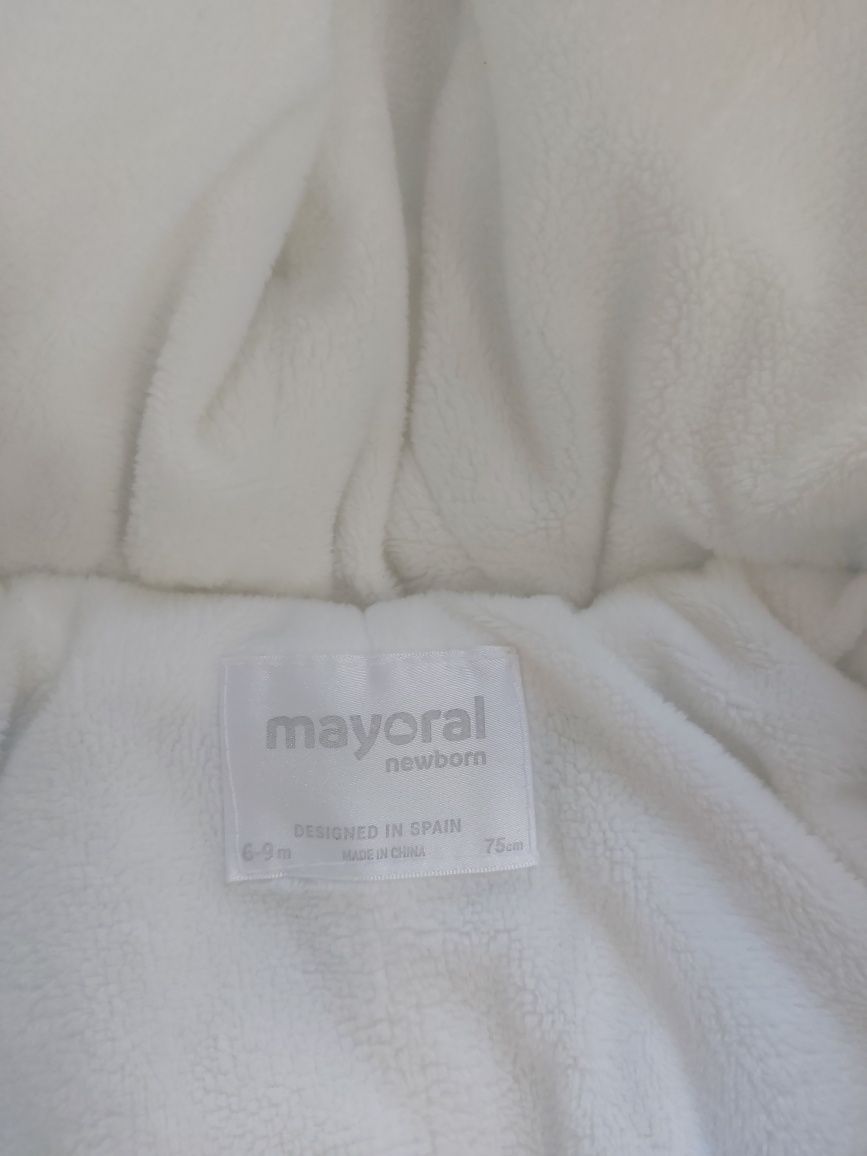 mayoral
newborn
DESIGNED IN SPAIN
6-9m MADE IN CHINA 75cm